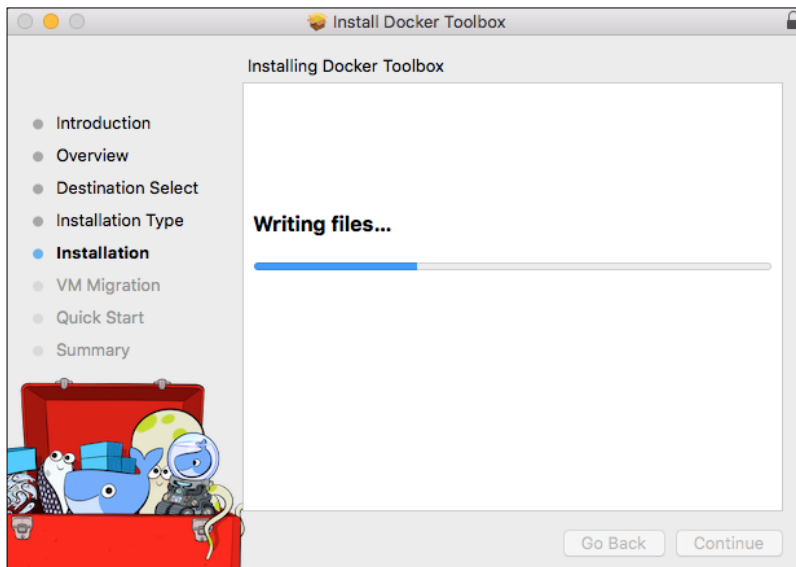 Install Docker Toolbox
Installing Docker Toolbox
Introduction
Overview
Destination Select
Installation Type
Installation
VM Migration
Quick Start
Summary
Writing files...
Go Back
Continue